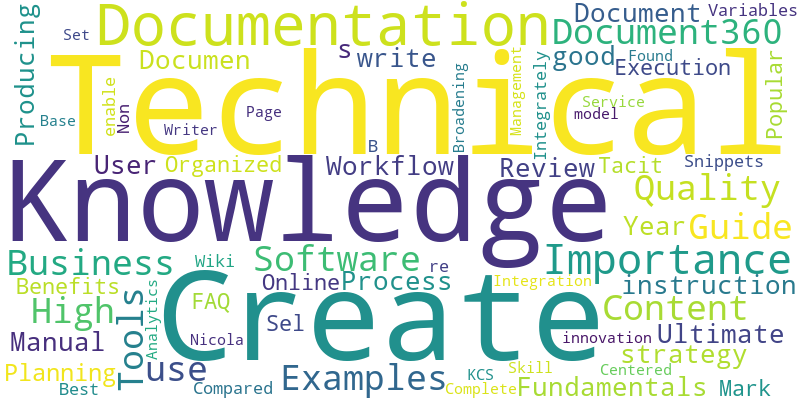 Producing
Set
Documentation
Document
Variables
Document360
Documen
s
write
good
Found
Execution
Popular
Technical
enable
Non
Base
Writer
Page
Broadening
Management
Integrately
Service
model
B
Knowledge
User
Organized
Workflow
Review
Tacit
Snippets
Quality
Year
Guide
Business
Wiki
Software
re
Importance
Benefits
Analytics
Online
Process
Integration
instruction
High
Tools
FAQ
Create
Sel
Content
Manual
Nicola
innovation
Ultimate
strategy
Planning
use
Examples
KCS
Skill
Centered
Best
Compared
Complete
Fundamentals
Mark